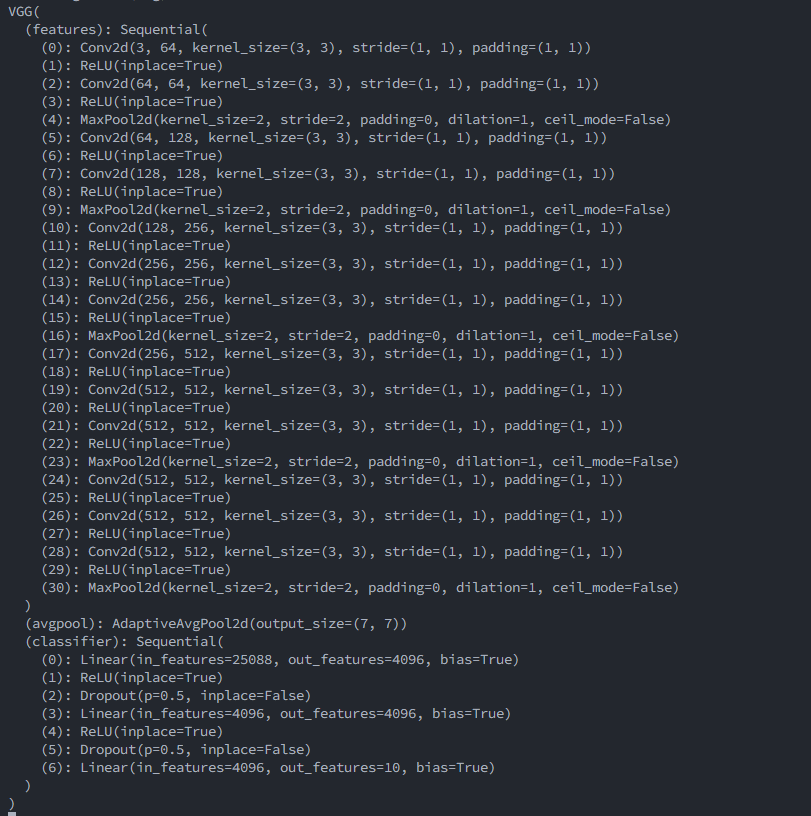 VGG(
  (features): Sequential(
    (0): Conv2d(3, 64, kernel_size=(3, 3), stride=(1, 1), padding=(1, 1))
    (1): ReLU(inplace=True)
    (2): Conv2d(64, 64, kernel_size=(3, 3), stride=(1, 1), padding=(1, 1))
    (3): ReLU(inplace=True)
    (4): MaxPool2d(kernel_size=2, stride=2, padding=0, dilation=1, ceil_mode=False)
    (5): Conv2d(64, 128, kernel_size=(3, 3), stride=(1, 1), padding=(1, 1))
    (6): ReLU(inplace=True)
    (7): Conv2d(128, 128, kernel_size=(3, 3), stride=(1, 1), padding=(1, 1))
    (8): ReLU(inplace=True)
    (9): MaxPool2d(kernel_size=2, stride=2, padding=0, dilation=1, ceil_mode=False)
    (10): Conv2d(128, 256, kernel_size=(3, 3), stride=(1, 1), padding=(1, 1))
    (11): ReLU(inplace=True)
    (12): Conv2d(256, 256, kernel_size=(3, 3), stride=(1, 1), padding=(1, 1))
    (13): ReLU(inplace=True)
    (14): Conv2d(256, 256, kernel_size=(3, 3), stride=(1, 1), padding=(1, 1))
    (15): ReLU(inplace=True)
    (16): MaxPool2d(kernel_size=2, stride=2, padding=0, dilation=1, ceil_mode=False)
    (17): Conv2d(256, 512, kernel_size=(3, 3), stride=(1, 1), padding=(1, 1))
    (18): ReLU(inplace=True)
    (19): Conv2d(512, 512, kernel_size=(3, 3), stride=(1, 1), padding=(1, 1))
    (20): ReLU(inplace=True)
    (21): Conv2d(512, 512, kernel_size=(3, 3), stride=(1, 1), padding=(1, 1))
    (22): ReLU(inplace=True)
    (23): MaxPool2d(kernel_size=2, stride=2, padding=0, dilation=1, ceil_mode=False)
    (24): Conv2d(512, 512, kernel_size=(3, 3), stride=(1, 1), padding=(1, 1))
    (25): ReLU(inplace=True)
    (26): Conv2d(512, 512, kernel_size=(3, 3), stride=(1, 1), padding=(1, 1))
    (27): ReLU(inplace=True)
    (28): Conv2d(512, 512, kernel_size=(3, 3), stride=(1, 1), padding=(1, 1))
    (29): ReLU(inplace=True)
    (30): MaxPool2d(kernel_size=2, stride=2, padding=0, dilation=1, ceil_mode=False)
  )
  (avgpool): AdaptiveAvgPool2d(output_size=(7, 7))
  (classifier): Sequential(
    (0): Linear(in_features=25088, out_features=4096, bias=True)
    (1): ReLU(inplace=True)
    (2): Dropout(p=0.5, inplace=False)
    (3): Linear(in_features=4096, out_features=4096, bias=True)
    (4): ReLU(inplace=True)
    (5): Dropout(p=0.5, inplace=False)
    (6): Linear(in_features=4096, out_features=10, bias=True)
  )
)